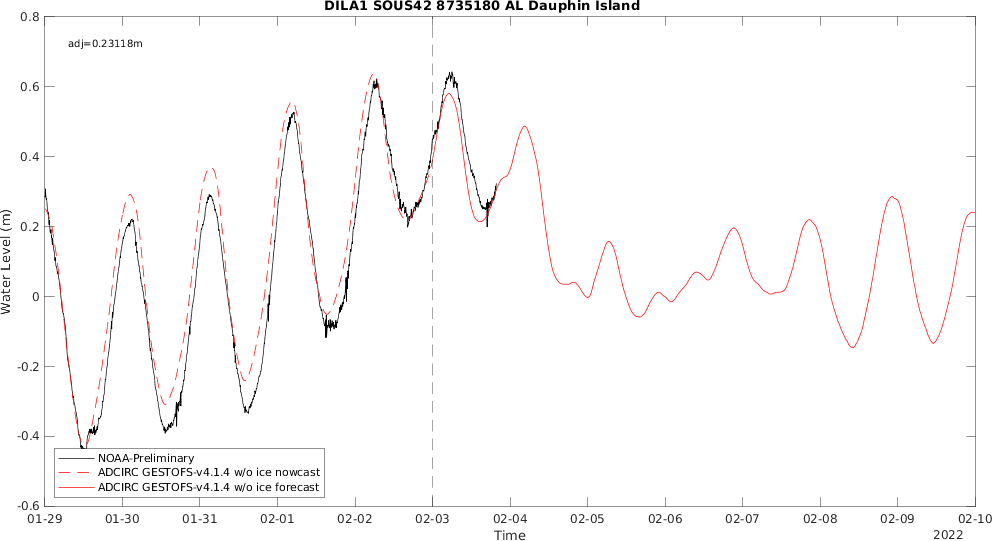 DILA1 SOUS42 8735180 AL Dauphin Island
adj=0.23118m
0.8
0.6
0.4
0.2
0
-0.2
-0.4
-0.6
Water Level (m)
NOAA-Preliminary
ADCIRC GESTOFS-v4.1.4 w/o ice nowcast
ADCIRC GESTOFS-v4.1.4 w/o ice forecast
01-29 01-30 01-31 02-01 02-02 02-03 02-04 02-05 02-06 02-07 02-08 02-09 02-10
Time
2022